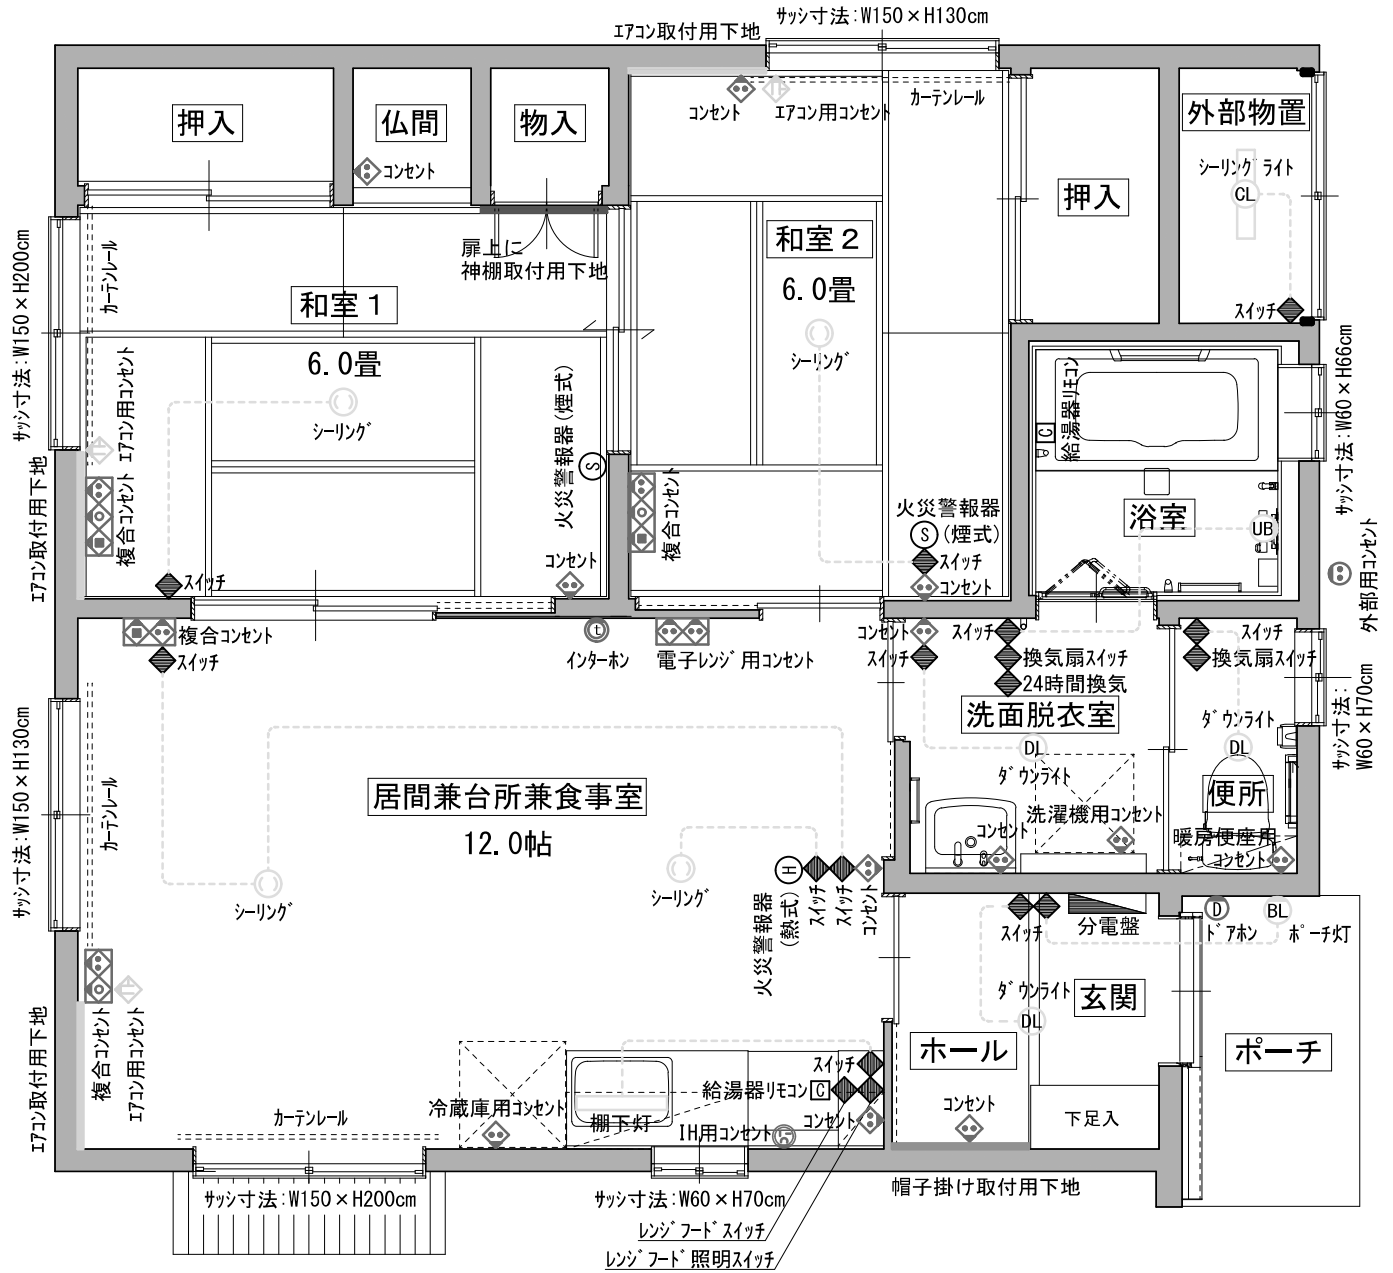 サッシ寸法:W150×H130cm
エアコン取付用下地
押入
仏間
物入
コンセント
エアコン用コンセント
カーテンレール
外部物置
シーリングライト
CL
スイッチ
押入
コンセント
扉上に
神棚取付用下地
和室2
6.0畳
シーリング
和室1
6.0畳
シーリング
カーテンレール
サッシ寸法:W150×H200cm
エアコン用コンセント
複合コンセント
エアコン取付用下地
火災警報器(煙式)
S
コンセント
スイッチ
複合コンセント
火災警報器
S
(煙式)
スイッチ
コンセント
給湯器リモコン
C
浴室
UB
サッシ寸法:W60×H66cm
外部用コンセント
複合コンセント
スイッチ
t
インターホン
電子レンジ用コンセント
コンセント
スイッチ
スイッチ
換気扇スイッチ
24時間換気
洗面脱衣室
DL
ダウンライト
洗濯機用コンセント
コンセント
スイッチ
換気扇スイッチ
ダウンライト
DL
便所
暖房便座用
コンセント
サッシ寸法:
W60×H70cm
サッシ寸法:W150×H130cm
カーテンレール
居間兼台所兼食事室
12.0帖
シーリング
シーリング
火災警報器
(熱式)
H
スイッチ
スイッチ
コンセント
スイッチ
分電盤
D
ドアホン
BL
ポーチ灯
ダウンライト
DL
玄関
ホール
ポーチ
コンセント
下足入
複合コンセント
エアコン用コンセント
エアコン取付用下地
カーテンレール
冷蔵庫用コンセント
棚下灯
スイッチ
給湯器リモコン
C
コンセント
IH用コンセント
サッシ寸法:W150×H200cm
サッシ寸法:W60×H70cm
帽子掛け取付用下地
レンジフードスイッチ
レンジフード照明スイッチ